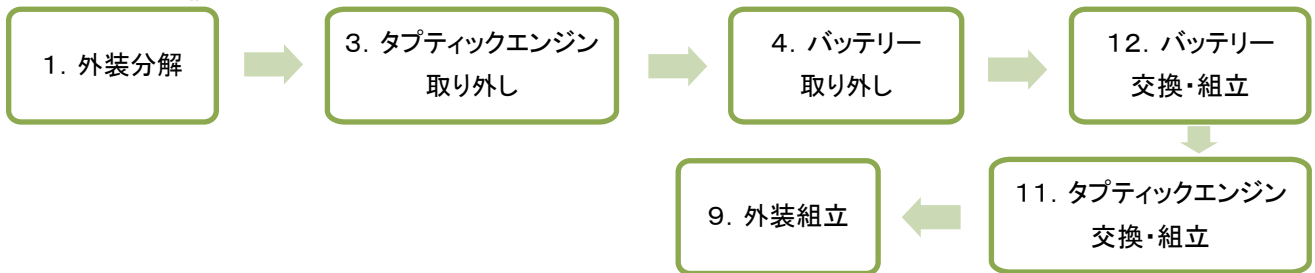 1．外装分解
3．タプティックエンジン
取り外し
4．バッテリー
取り外し
12．バッテリー
交換・組立
11．タプティックエンジン
交換・組立
9．外装組立